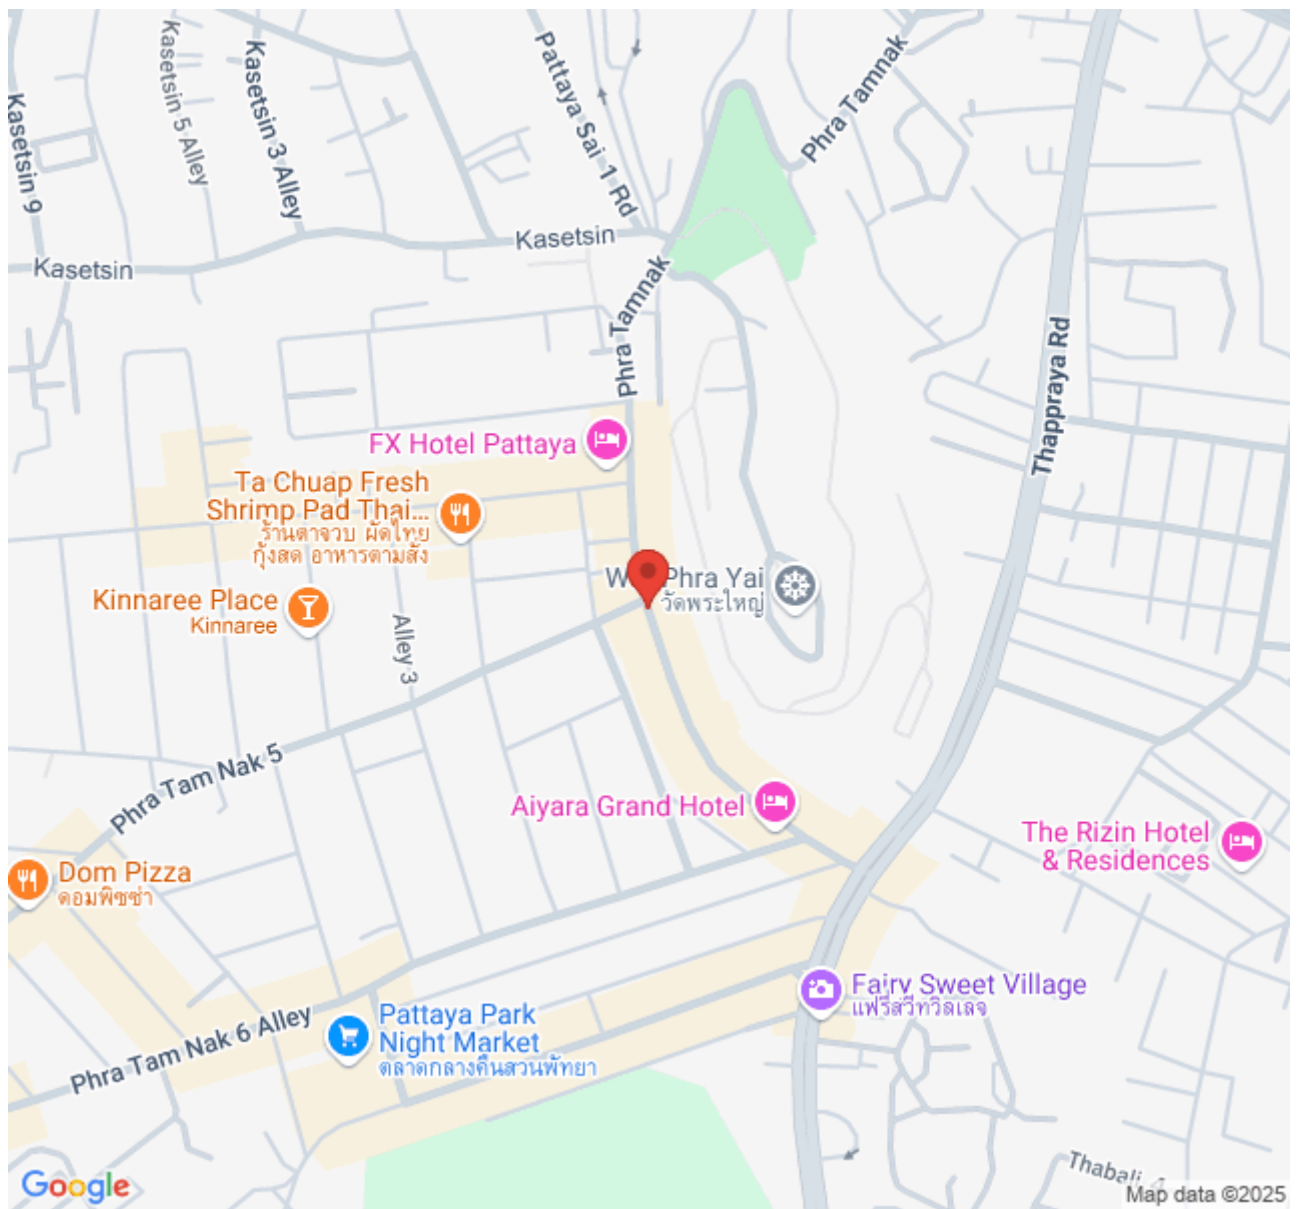 Kasetsin 9
Kasetsin 5 Alley
Kasetsin 3 Alley
Pattaya Sai 1 Rd
Phra Tamnak
Kasetsin
Kasetsin
Phra Tamnak
Thappraya Rd
FX Hotel Pattaya
Ta Chuap Fresh
Shrimp Pad Thai...
ร้านตาจวบ ผัดไทย
กุ้งสด อาหารตามสั่ง
Phra Yai
วัดพระใหญ่
Kinnaree Place
Kinnaree
Alley 3
Phra Tam Nak 5
Aiyara Grand Hotel
The Rizin Hotel
& Residences
Dom Pizza
ดอมพิซซ่า
Fairy Sweet Village
แฟรี่สวีทวิลเลจ
Pattaya Park
Night Market
ตลาดกลางคืนสวนพัทยา
Phra Tam Nak 6 Alley
Thabali 4
Google
Map data ©2025